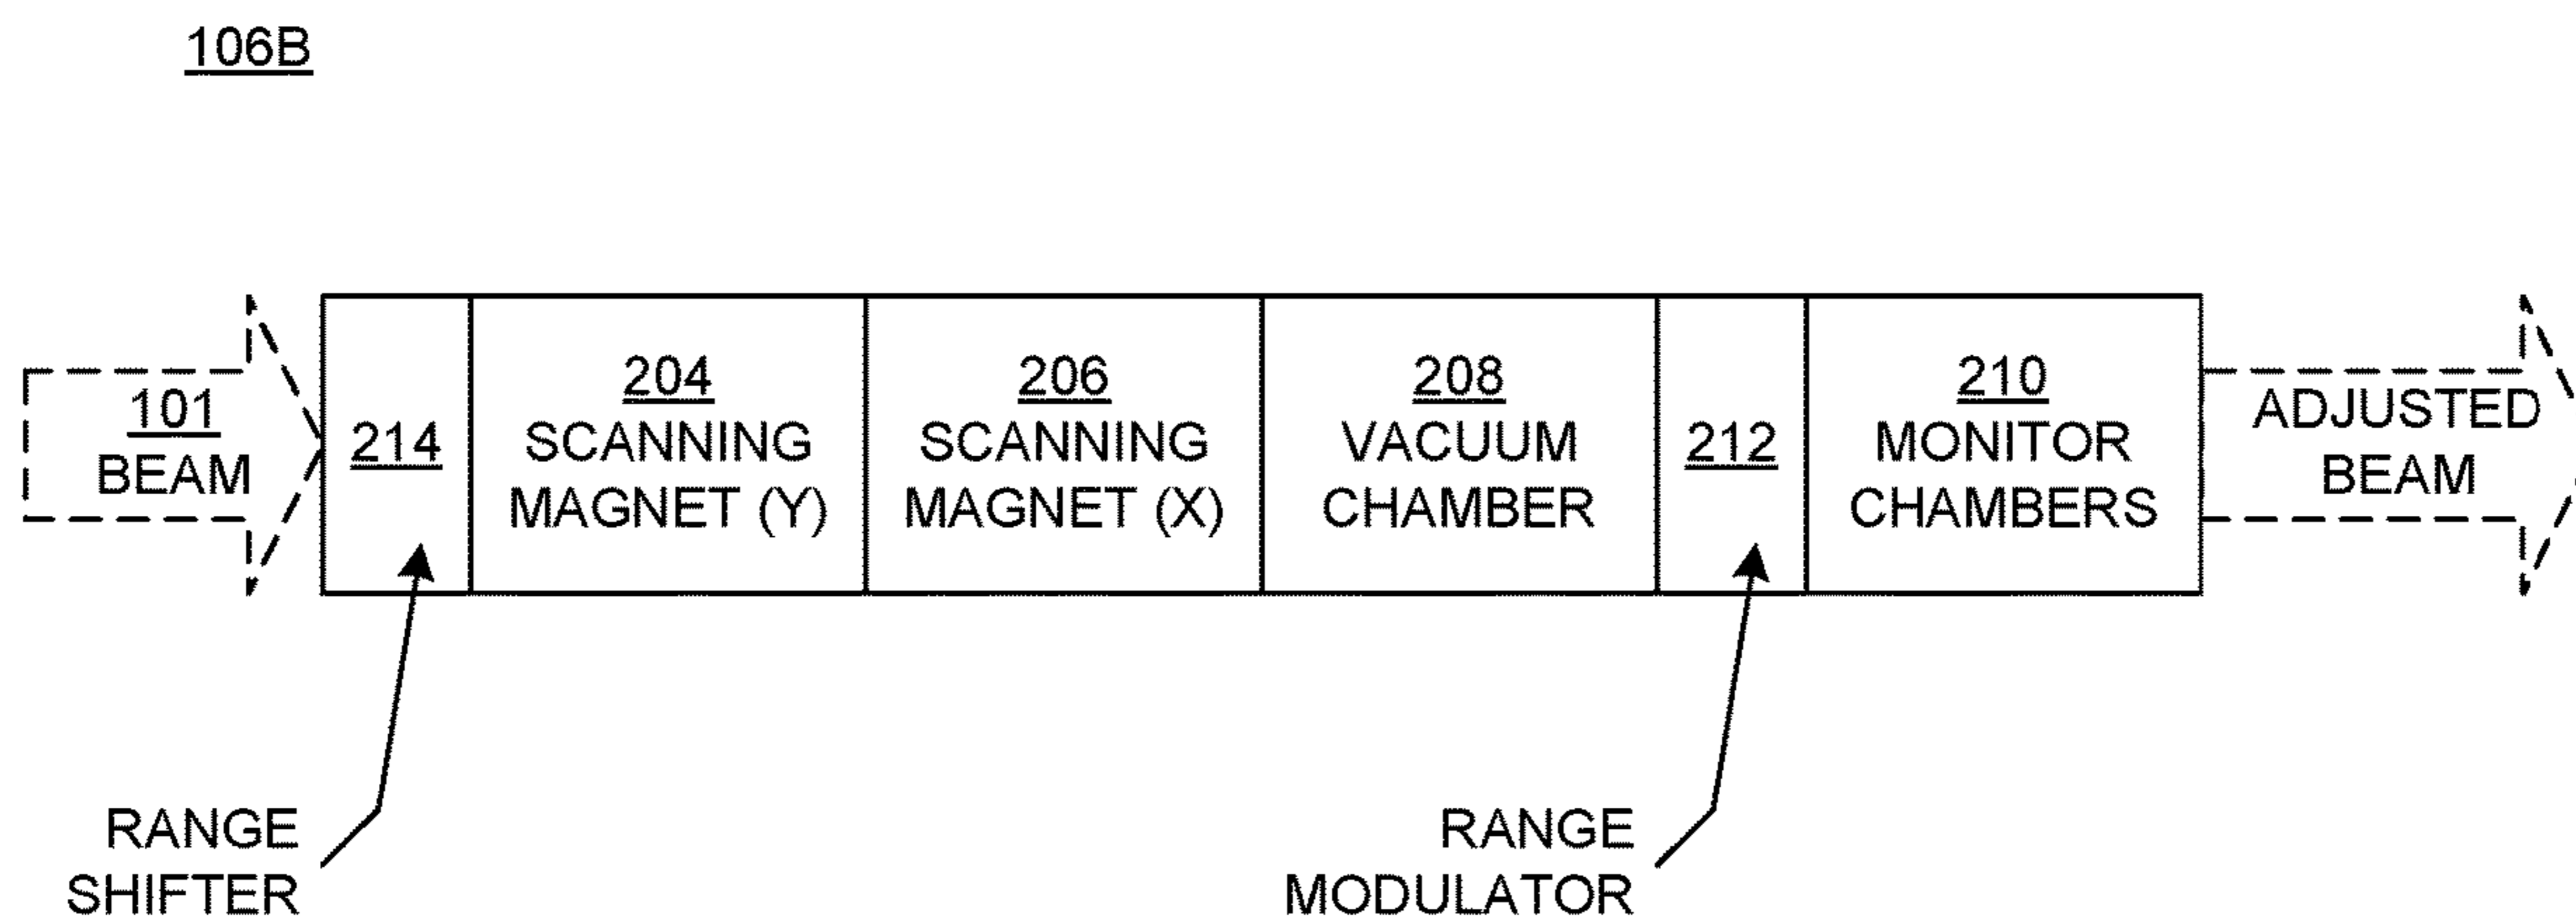 106B
101
BEAM
214
204
SCANNING
MAGNET (Y)
206
SCANNING
MAGNET (X)
208
VACUUM
CHAMBER
212
210
MONITOR
CHAMBERS
ADJUSTED
BEAM
RANGE
SHIFTER
RANGE
MODULATOR